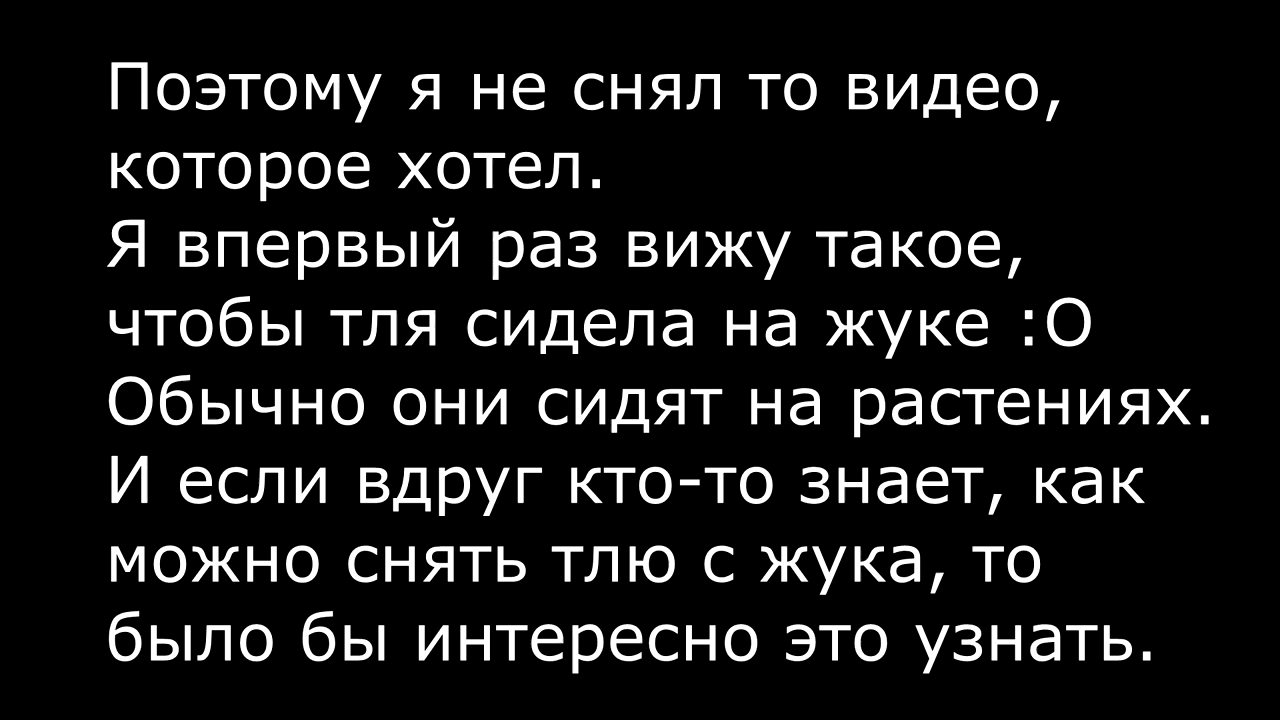 Поэтому я не снял то видео,
которое хотел.
Я впервый раз вижу такое,
чтобы тля сидела на жуке :О
Обычно они сидят на растениях.
И если вдруг кто-то знает, как
можно снять тлю с жука, то
было бы интересно это узнать.